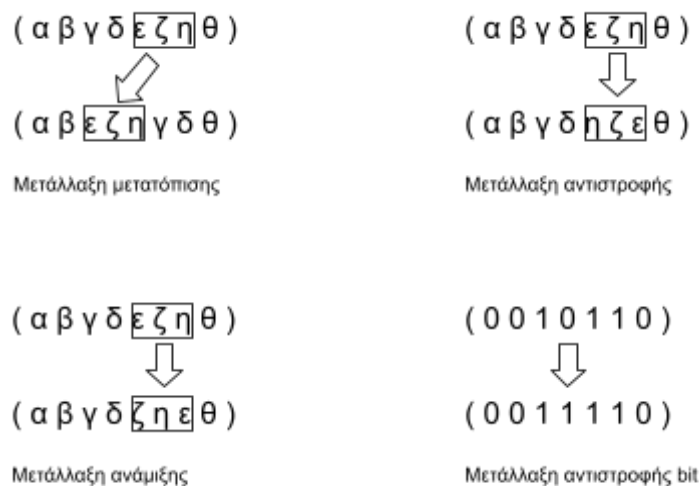 ( α β γ δ ε ζ η θ )
( α β ε ζ η γ δ θ )
Μετάλλαξη μετατόπισης
( α β γ δ ε ζ η θ )
( α β γ δ η ζ ε θ )
Μετάλλαξη αντιστροφής
( α β γ δ ε ζ η θ )
( α β γ δ ζ η ε θ )
Μετάλλαξη ανάμιξης
( 0 0 1 0 1 1 0 )
( 0 0 1 1 1 1 0 )
Μετάλλαξη αντιστροφής bit